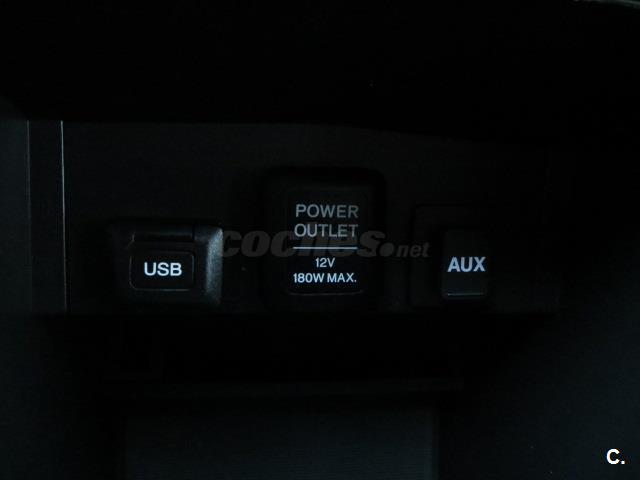 POWER
OUTLET
coches.net
USB
12V
180W MAX.
AUX
C.